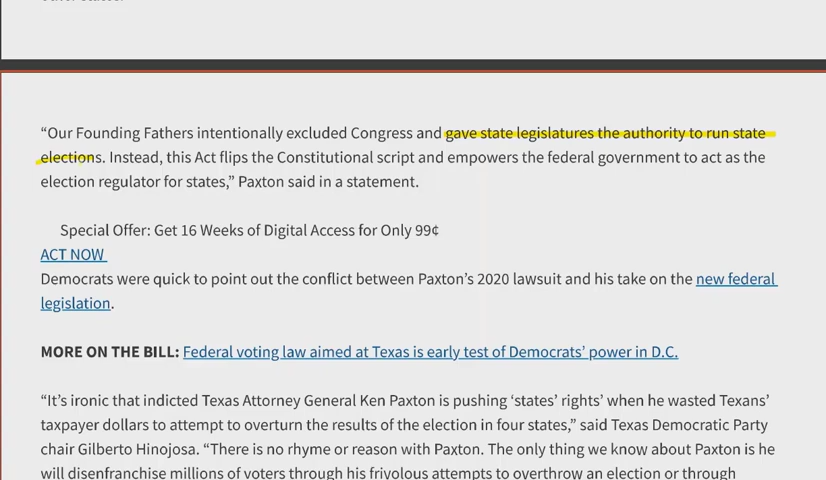 “Our Founding Fathers intentionally excluded Congress and gave state legislatures the authority to run state
elections. Instead, this Act flips the Constitutional script and empowers the federal government to act as the
election regulator for states,” Paxton said in a statement.
Special Offer: Get 16 Weeks of Digital Access for Only 99¢
ACT NOW
Democrats were quick to point out the conflict between Paxton’s 2020 lawsuit and his take on the new federal
legislation.
MORE ON THE BILL: Federal voting law aimed at Texas is early test of Democrats’ power in D.C.
“It’s ironic that indicted Texas Attorney General Ken Paxton is pushing ‘states’ rights’ when he wasted Texans’
taxpayer dollars to attempt to overturn the results of the election in four states,” said Texas Democratic Party
chair Gilberto Hinojosa. “There is no rhyme or reason with Paxton. The only thing we know about Paxton is he
will disenfranchise millions of voters through his frivolous attempts to overthrow an election or through